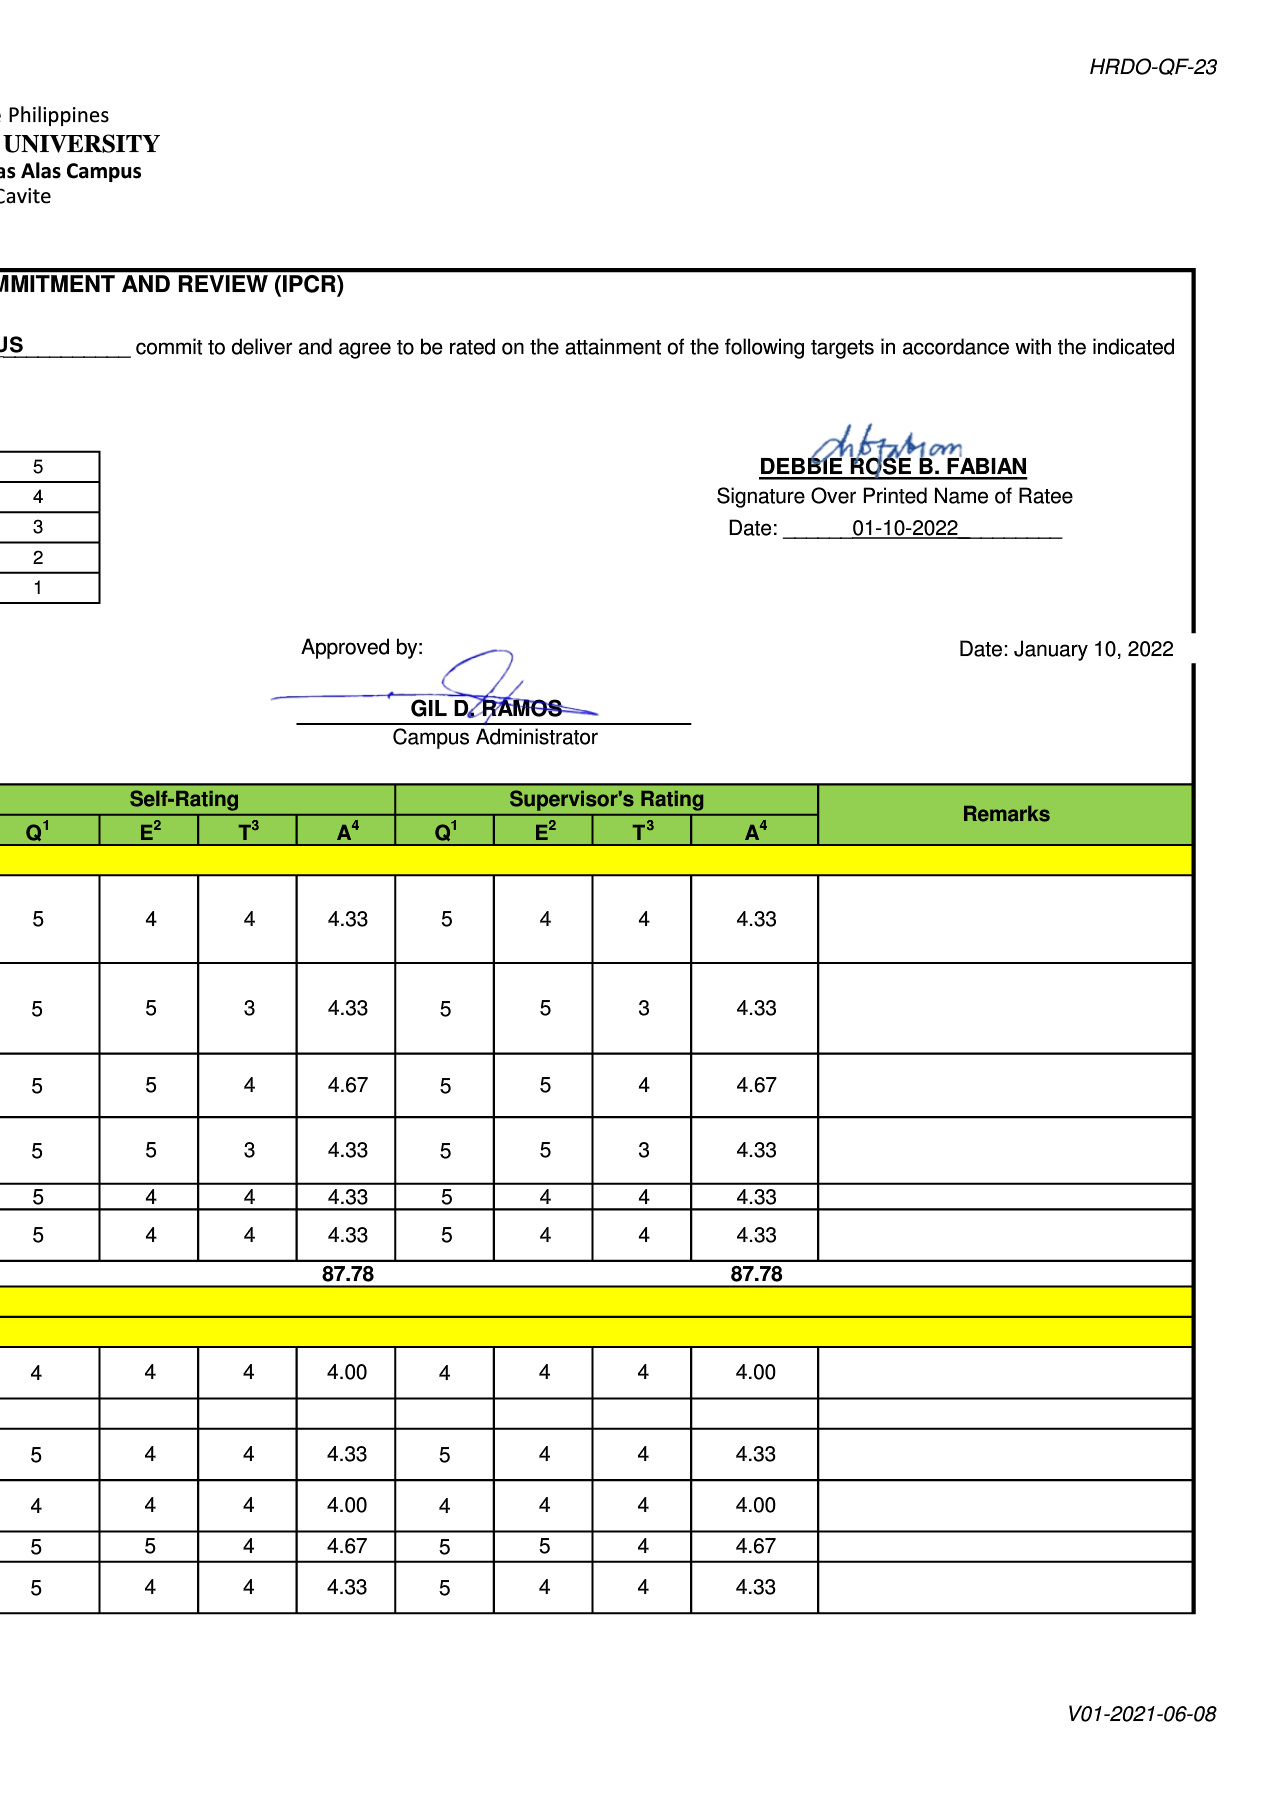 HRDO-QF-23
e Philippines
UNIVERSITY
as Alas Campus
Cavite
MMITMENT AND REVIEW (IPCR)
US__________ commit to deliver and agree to be rated on the attainment of the following targets in accordance with the indicated
5
4
3
2
1
DEBBIE ROSE B. FABIAN
Signature Over Printed Name of Ratee
Date: ______01-10-2022_________
Approved by:
Date: January 10, 2022
GIL D. RAMOS
Campus Administrator
Self-Rating Supervisor's Rating Remarks
Q1 E2 T3 A4 Q1 E2 T3 A4
5 4 4 4.33 5 4 4 4.33
5 5 3 4.33 5 5 3 4.33
5 5 4 4.67 5 5 4 4.67
5 5 3 4.33 5 5 3 4.33
5 4 4 4.33 5 4 4 4.33
5 4 4 4.33 5 4 4 4.33
87.78 87.78
4 4 4 4.00 4 4 4 4.00
5 4 4 4.33 5 4 4 4.33
4 4 4 4.00 4 4 4 4.00
5 5 4 4.67 5 5 4 4.67
5 4 4 4.33 5 4 4 4.33
V01-2021-06-08